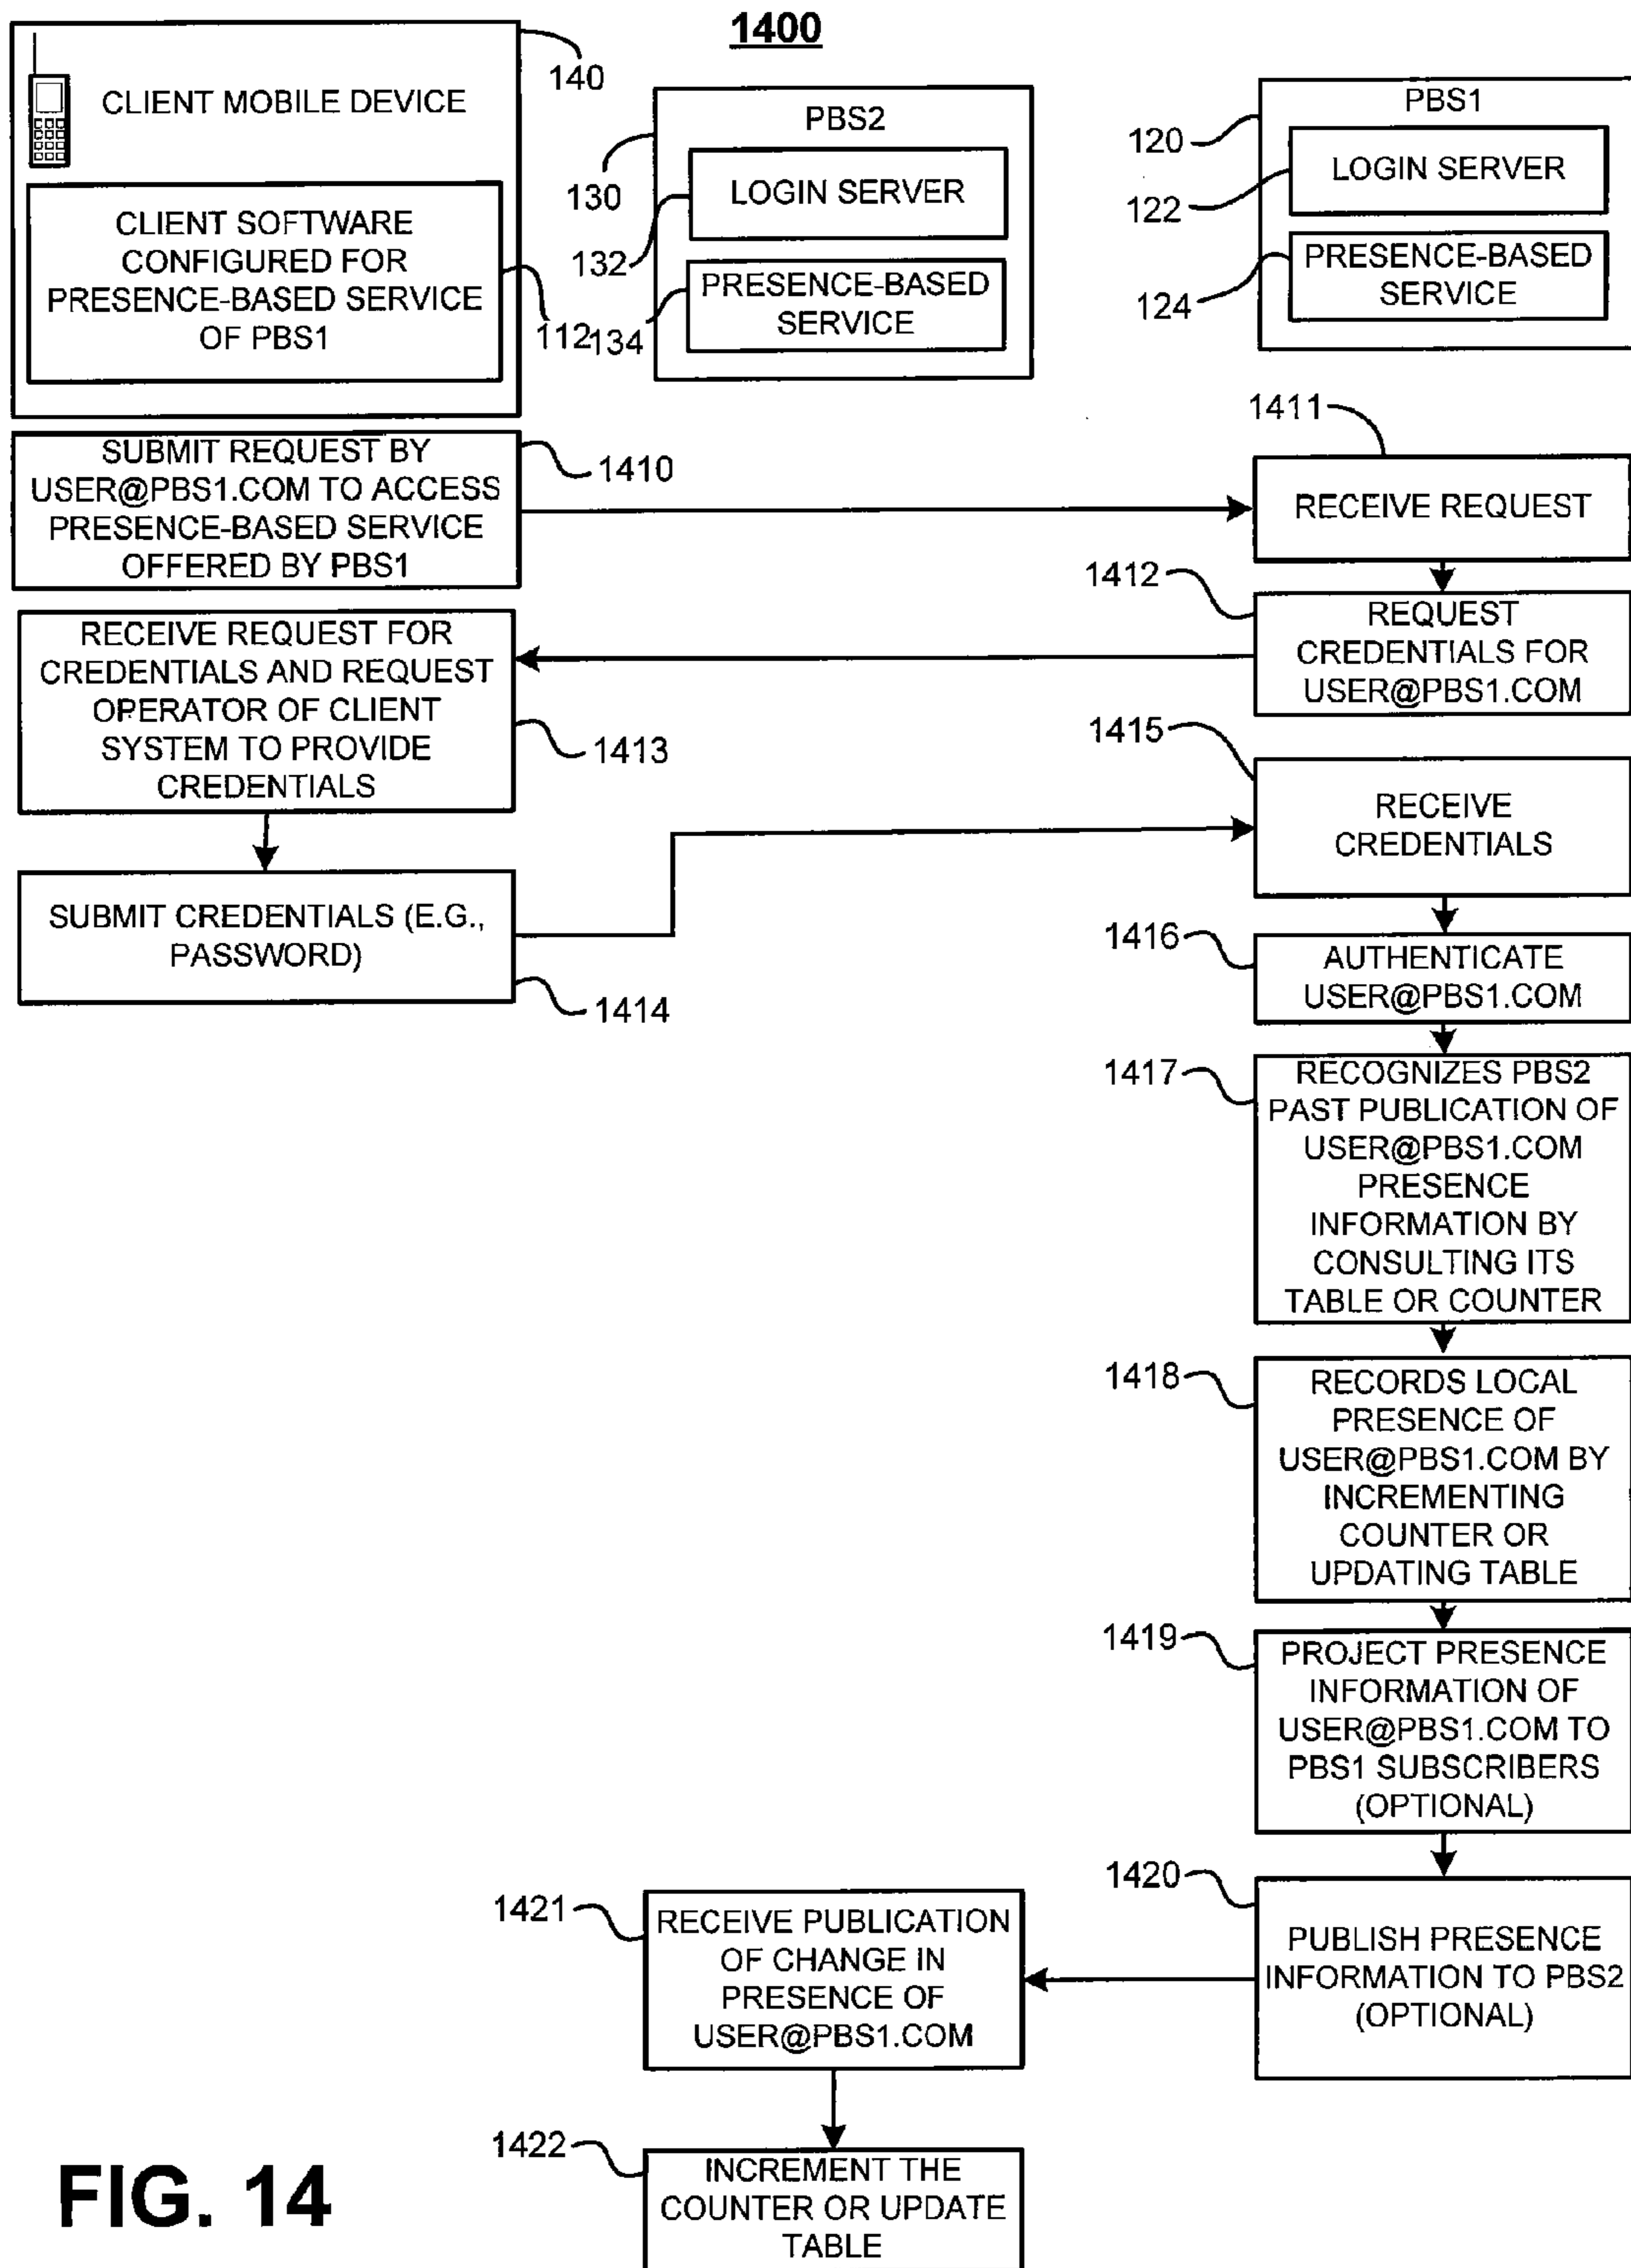 1400
140
CLIENT MOBILE DEVICE
CLIENT SOFTWARE
CONFIGURED FOR
PRESENCE-BASED SERVICE
OF PBS1
112
PBS2
130
LOGIN SERVER
132
PRESENCE-BASED
SERVICE
134
PBS1
120
LOGIN SERVER
122
PRESENCE-BASED
SERVICE
124
SUBMIT REQUEST BY
USER@PBS1.COM TO ACCESS
PRESENCE-BASED SERVICE
OFFERED BY PBS1
1410
1411
RECEIVE REQUEST
1412
REQUEST
CREDENTIALS FOR
USER@PBS1.COM
RECEIVE REQUEST FOR
CREDENTIALS AND REQUEST
OPERATOR OF CLIENT
SYSTEM TO PROVIDE
CREDENTIALS
1413
SUBMIT CREDENTIALS (E.G.,
PASSWORD)
1414
1415
RECEIVE
CREDENTIALS
1416
AUTHENTICATE
USER@PBS1.COM
1417
RECOGNIZES PBS2
PAST PUBLICATION OF
USER@PBS1.COM
PRESENCE
INFORMATION BY
CONSULTING ITS
TABLE OR COUNTER
1418
RECORDS LOCAL
PRESENCE OF
USER@PBS1.COM BY
INCREMENTING
COUNTER OR
UPDATING TABLE
1419
PROJECT PRESENCE
INFORMATION OF
USER@PBS1.COM TO
PBS1 SUBSCRIBERS
(OPTIONAL)
1420
PUBLISH PRESENCE
INFORMATION TO PBS2
(OPTIONAL)
1421
RECEIVE PUBLICATION
OF CHANGE IN
PRESENCE OF
USER@PBS1.COM
1422
INCREMENT THE
COUNTER OR UPDATE
TABLE
FIG. 14